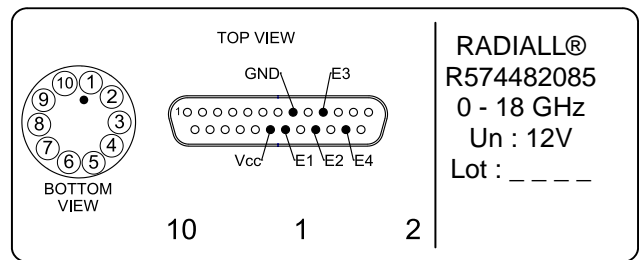 TOP VIEW
GND E3
1
Vcc E1 E2 E4
10 1
9 2
8 3
7 4
6 5
BOTTOM
VIEW
10 1 2
RADIALL®
R574482085
0 - 18 GHz
Un : 12V
Lot : _ _ _ _